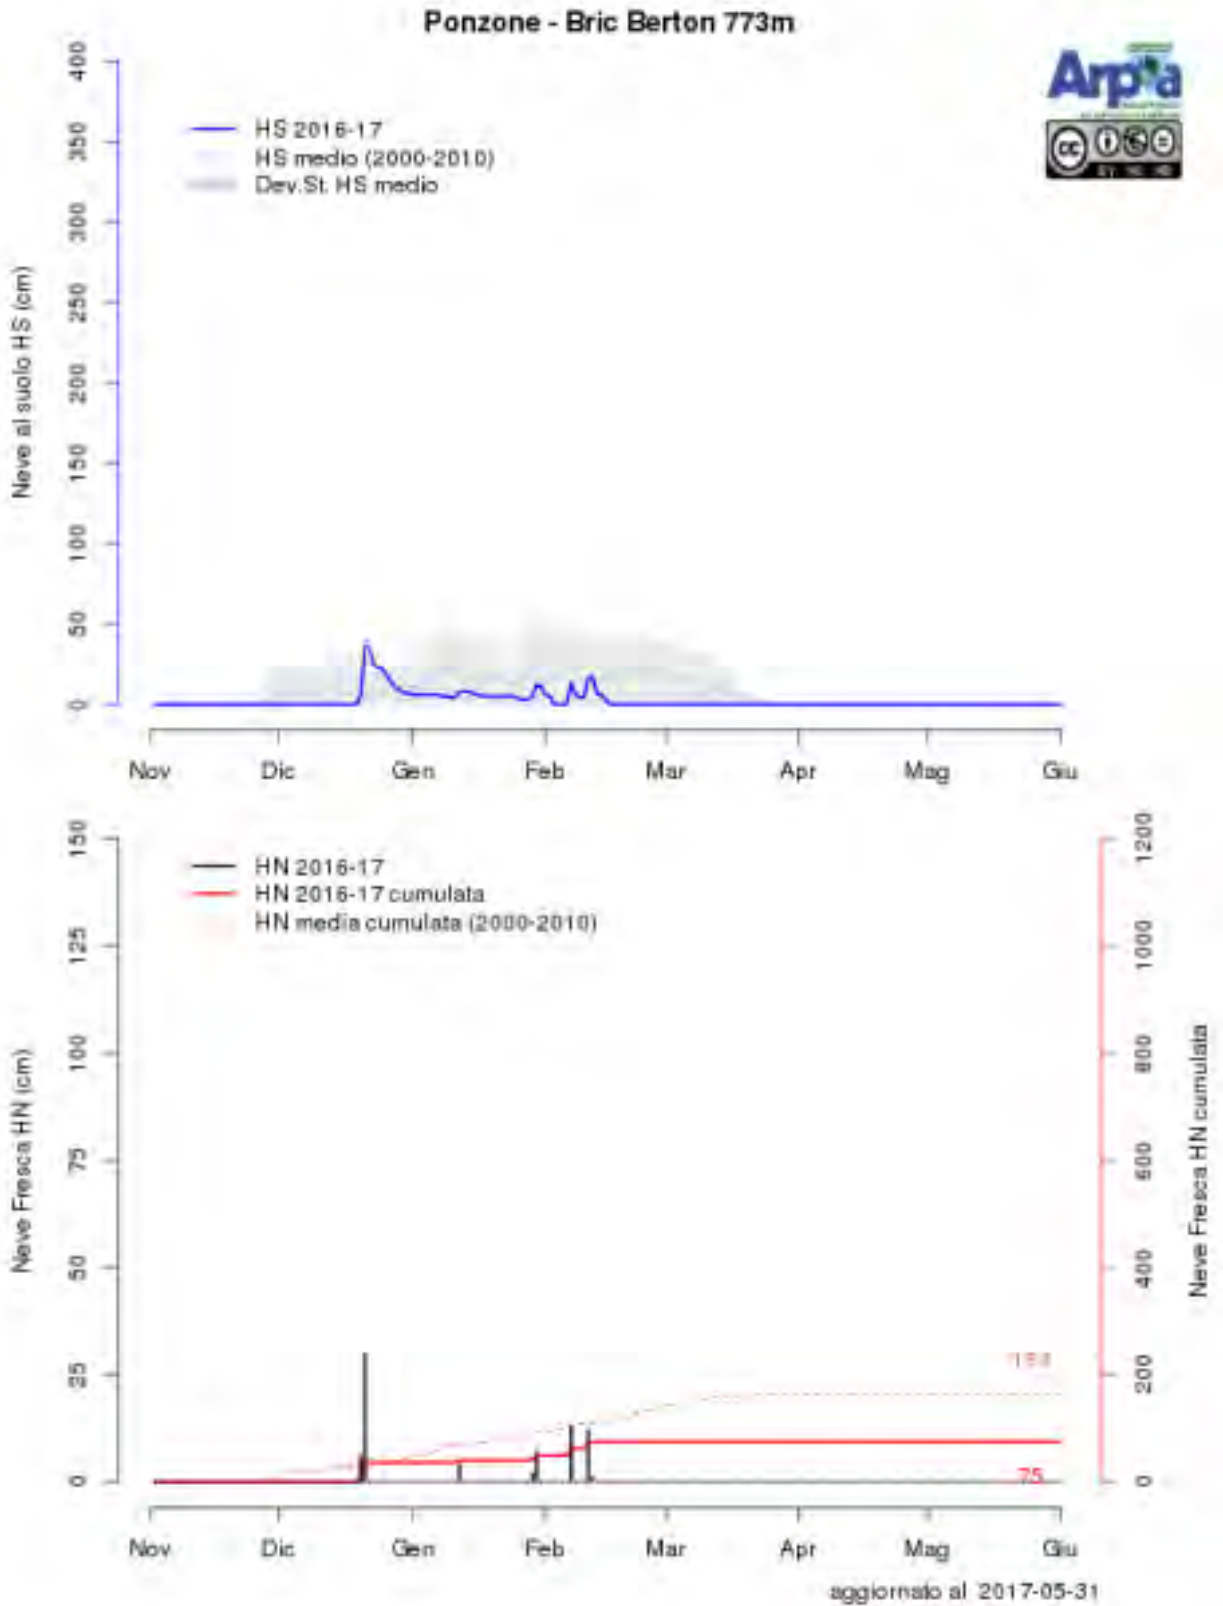 Ponzone - Bric Berton 773m
Arpa
cc
BY NC ND
HS 2016-17
HS medio (2000-2010)
Dev.St. HS medio
Neve al suolo HS (cm)
400
350
300
250
200
150
100
50
0
Nov Dic Gen Feb Mar Apr Mag Giu
HN 2016-17
HN 2016-17 cumulata
HN media cumulata (2000-2010)
Neve Fresca HN (cm)
150
125
100
75
50
25
0
Neve Fresca HN cumulata
1200
1000
800
600
400
200
0
75
Nov Dic Gen Feb Mar Apr Mag Giu
aggiornato al 2017-05-31